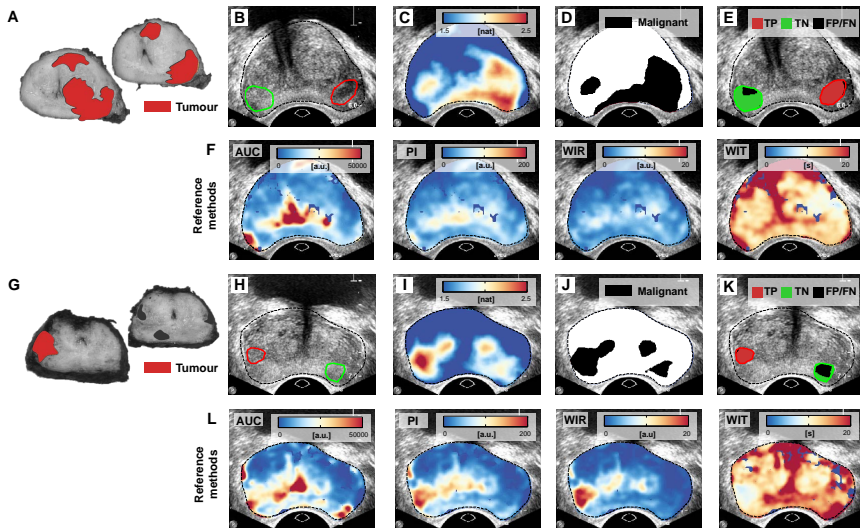 A
Tumour
B
C
1.5 [nat] 2.5
D
Malignant
E
TP TN FP/FN
F
Reference methods
AUC
0 [a.u.] 50000
PI
0 [a.u.] 200
WIR
0 [a.u.] 20
WIT
0 [s] 20
G
Tumour
H
I
1.5 [nat] 2.5
J
Malignant
K
TP TN FP/FN
L
Reference methods
AUC
0 [a.u.] 50000
PI
0 [a.u.] 200
WIR
0 [a.u] 20
WIT
0 [s] 20